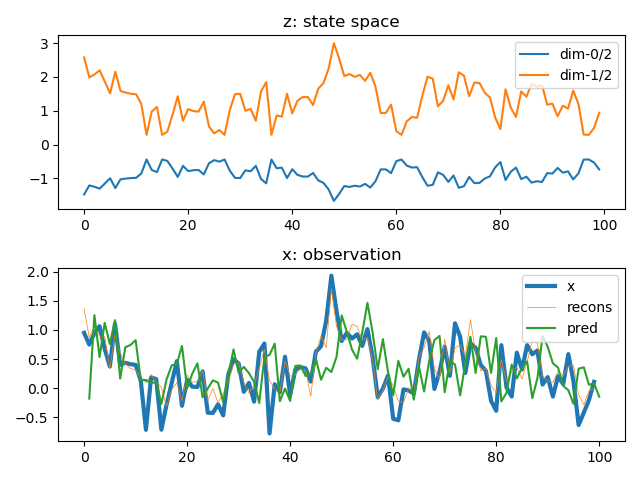 z: state space
3
2
1
0
−1
dim-0/2
dim-1/2
0 20 40 60 80 100
x: observation
2.0
1.5
1.0
0.5
0.0
−0.5
x
recons
pred
0 20 40 60 80 100